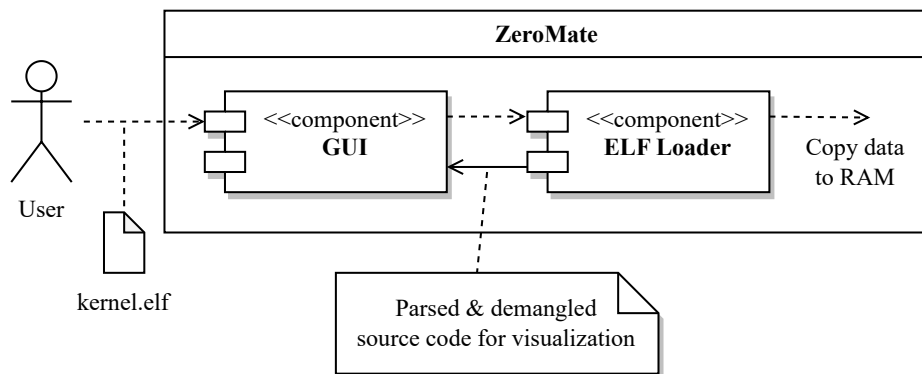 ZeroMate
<<component>>
GUI
<<component>>
ELF Loader
Copy data
to RAM
User
kernel.elf
Parsed & demangled
source code for visualization